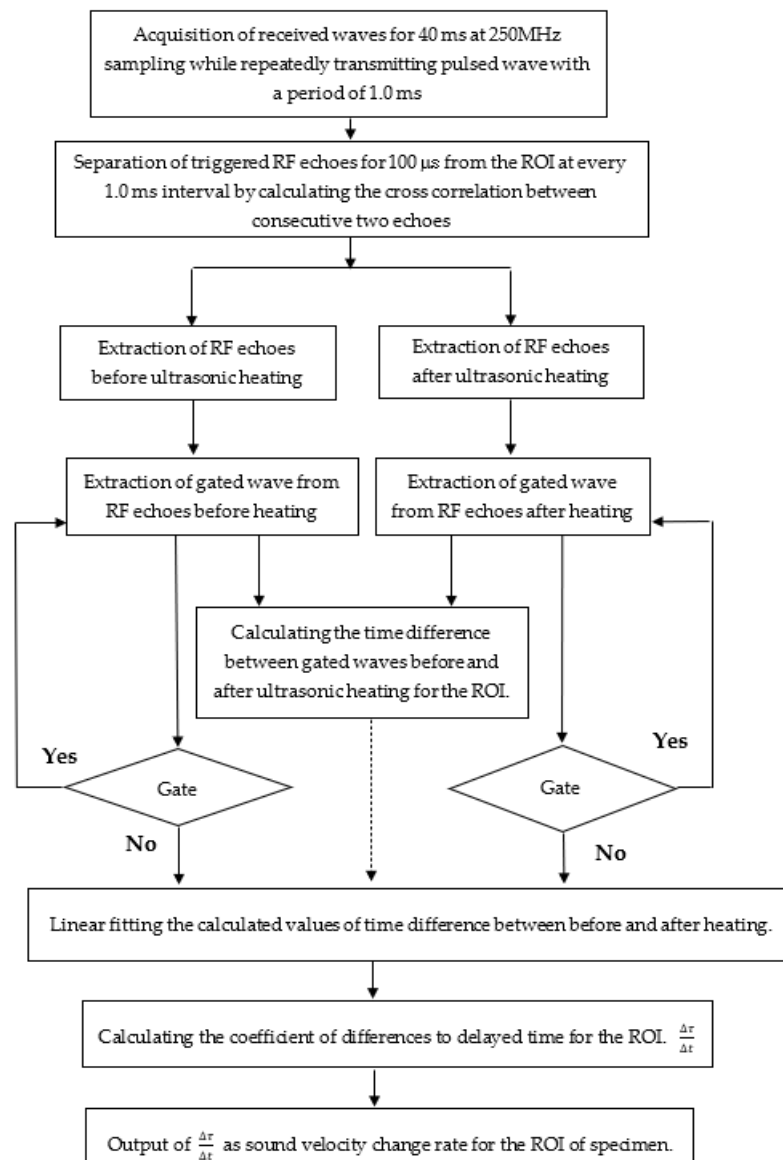 Acquisition of received waves for 40 ms at 250MHz
sampling while repeatedly transmitting pulsed wave with
a period of 1.0 ms
Separation of triggered RF echoes for 100 μs from the ROI at every
1.0 ms interval by calculating the cross correlation between
consecutive two echoes
Extraction of RF echoes
before ultrasonic heating
Extraction of RF echoes
after ultrasonic heating
Extraction of gated wave from
RF echoes before heating
Extraction of gated wave
from RF echoes after heating
Calculating the time difference
between gated waves before and
after ultrasonic heating for the ROI.
Yes
Gate
No
Yes
Gate
No
Linear fitting the calculated values of time difference between before and after heating.
Calculating the coefficient of differences to delayed time for the ROI. Δτ/Δt
Output of Δτ/Δt as sound velocity change rate for the ROI of specimen.